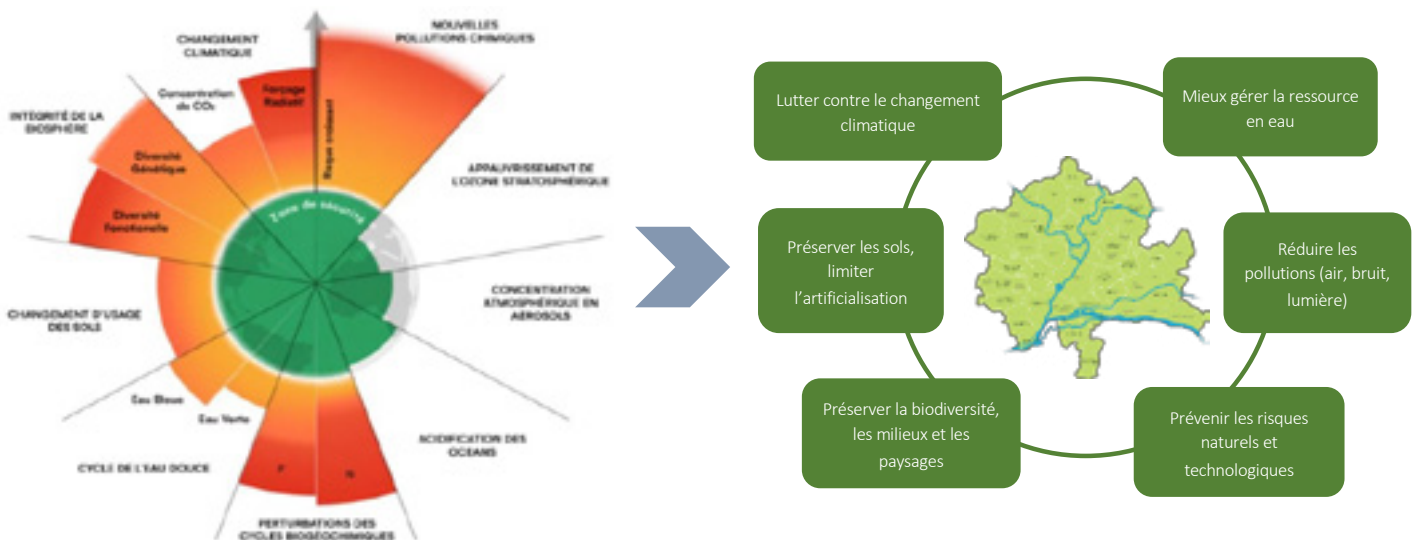 NOUVELLES
POLLUTIONS CHIMIQUES
CHANGEMENT
CLIMATIQUE
Concentration
de CO₂
Forçage
Radiatif
Risque croissant
INTÉGRITÉ DE LA
BIOSPHÈRE
Diversité
Génétique
APPAUVRISSEMENT DE
L'OZONE STRATOSPHÉRIQUE
Zone de sécurité
Diversité
Fonctionelle
CONCENTRATION
ATMOSPHÉRIQUE EN
AÉROSOLS
CHANGEMENT D'USAGE
DES SOLS
Eau Bleue
Eau Verte
ACIDIFICATION DES
OCEANS
CYCLE DE L'EAU DOUCE
P
N
PERTURBATIONS DES
CYCLES BIOGÉOCHIMIQUES
Lutter contre le changement
climatique
Mieux gérer la ressource
en eau
Préserver les sols,
limiter
l'artificialisation
Réduire les
pollutions (air, bruit,
lumière)
Préserver la biodiversité,
les milieux et les
paysages
Prévenir les risques
naturels et
technologiques